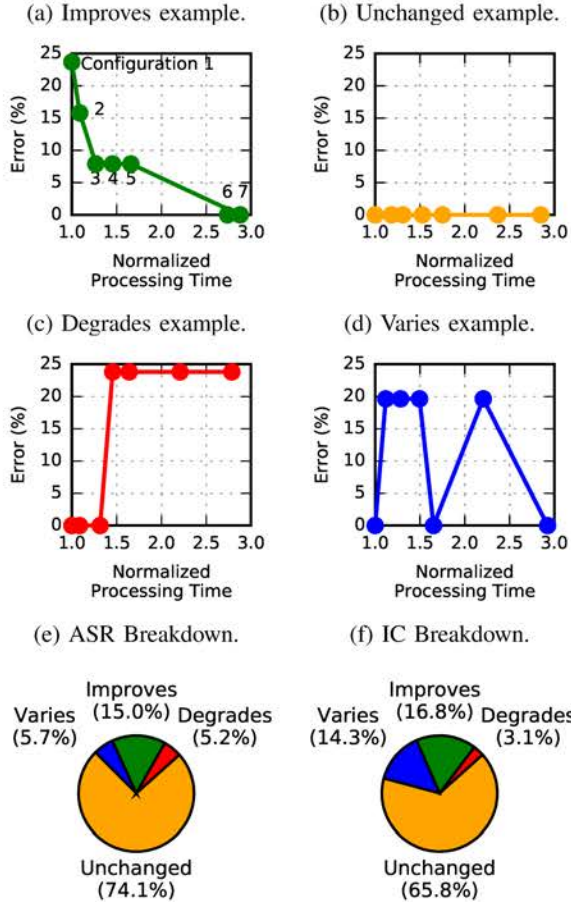 (a) Improves example.
(b) Unchanged example.
25
20
15
10
5
0
Error (%)
Configuration 1
2
3 4 5
6 7
1.0 1.5 2.0 2.5 3.0
Normalized
Processing Time
25
20
15
10
5
0
Error (%)
1.0 1.5 2.0 2.5 3.0
Normalized
Processing Time
(c) Degrades example.
(d) Varies example.
25
20
15
10
5
0
Error (%)
1.0 1.5 2.0 2.5 3.0
Normalized
Processing Time
25
20
15
10
5
0
Error (%)
1.0 1.5 2.0 2.5 3.0
Normalized
Processing Time
(e) ASR Breakdown.
(f) IC Breakdown.
Improves
(15.0%)
Varies
(5.7%)
Degrades
(5.2%)
Unchanged
(74.1%)
Improves
(16.8%)
Varies
(14.3%)
Degrades
(3.1%)
Unchanged
(65.8%)